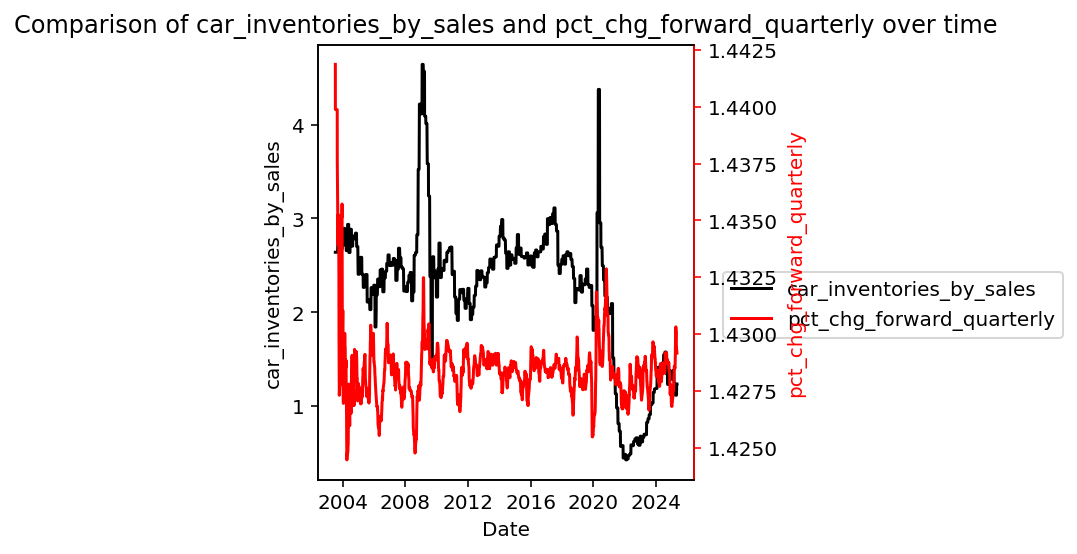 Comparison of car_inventories_by_sales and pct_chg_forward_quarterly over time
car_inventories_by_sales
4
3
2
1
2004 2008 2012 2016 2020 2024
Date
1.4425
1.4400
1.4375
1.4350
1.4325
1.4300
1.4275
1.4250
pct_chg_forward_quarterly
car_inventories_by_sales
pct_chg_forward_quarterly